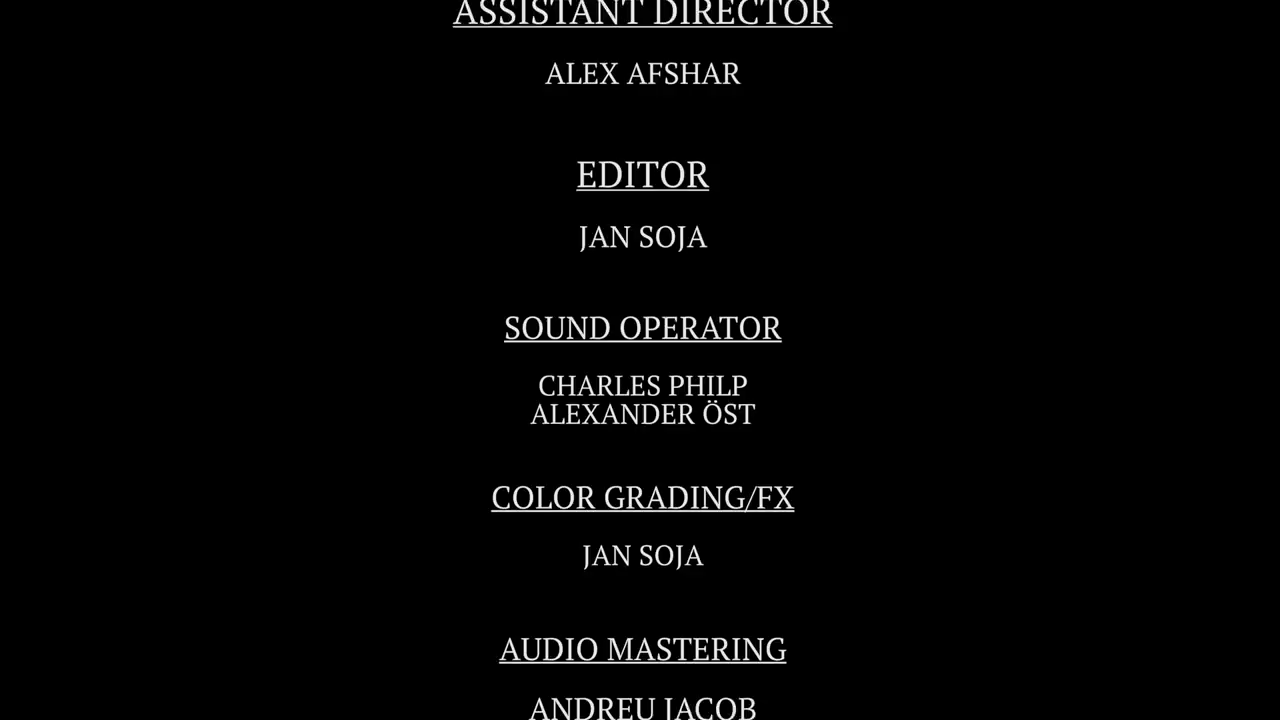 ASSISTANT DIRECTOR
ALEX AFSHAR
EDITOR
JAN SOJA
SOUND OPERATOR
CHARLES PHILP
ALEXANDER ÖST
COLOR GRADING/FX
JAN SOJA
AUDIO MASTERING
ANDREU JACOB